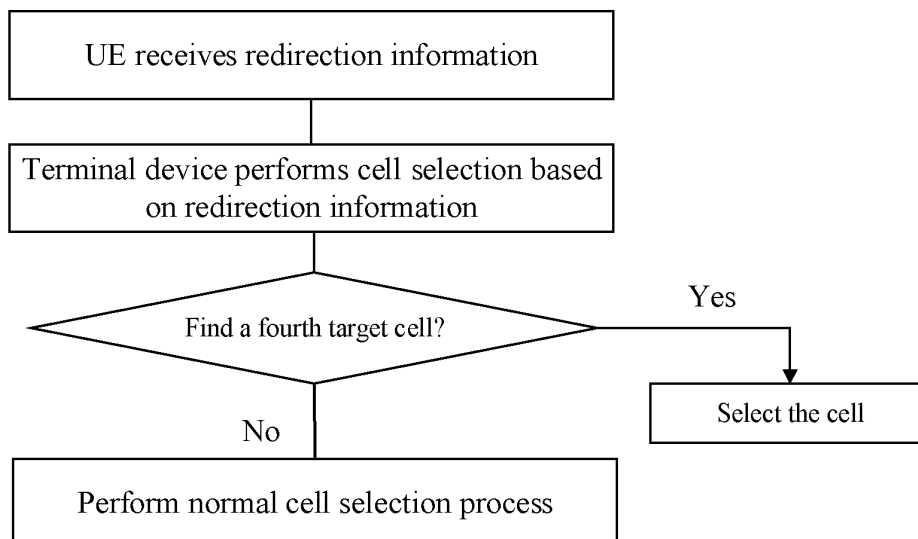 UE receives redirection information
Terminal device performs cell selection based
on redirection information
Find a fourth target cell?
Yes
Select the cell
No
Perform normal cell selection process